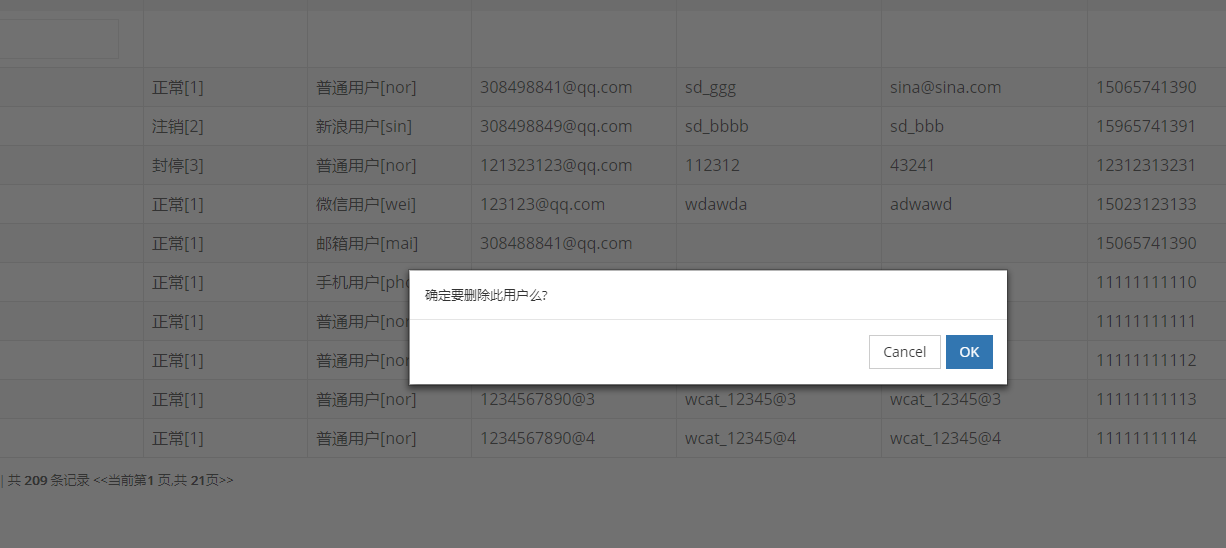 正常[1] 普通用户[nor] 308498841@qq.com sd_ggg sina@sina.com 15065741390
注销[2] 新浪用户[sin] 308498849@qq.com sd_bbbb sd_bbb 15965741391
封停[3] 普通用户[nor] 121323123@qq.com 112312 43241 12312313231
正常[1] 微信用户[wei] 123123@qq.com wdawda adwawd 15023123133
正常[1] 邮箱用户[mai] 308488841@qq.com 15065741390
正常[1] 手机用户[pho 11111111110
确定要删除此用户么?
正常[1] 普通用户[nor 11111111111
Cancel OK
正常[1] 普通用户[nor 11111111112
正常[1] 普通用户[nor] 1234567890@3 wcat_12345@3 wcat_12345@3 11111111113
正常[1] 普通用户[nor] 1234567890@4 wcat_12345@4 wcat_12345@4 11111111114
| 共 209 条记录 <<当前第1 页,共 21页>>